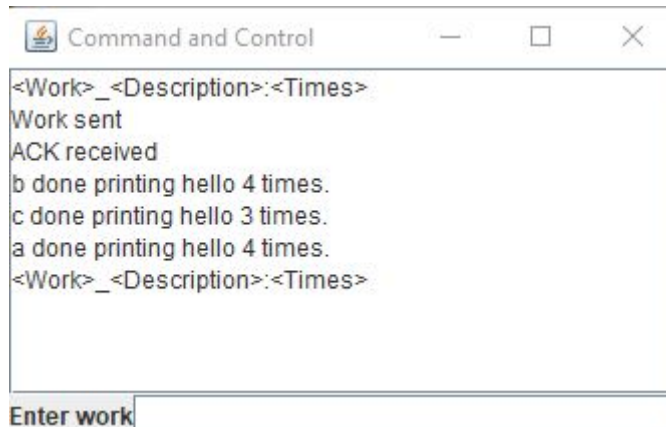 Command and Control
<Work>_<Description>:<Times>
Work sent
ACK received
b done printing hello 4 times.
c done printing hello 3 times.
a done printing hello 4 times.
<Work>_<Description>:<Times>
Enter work